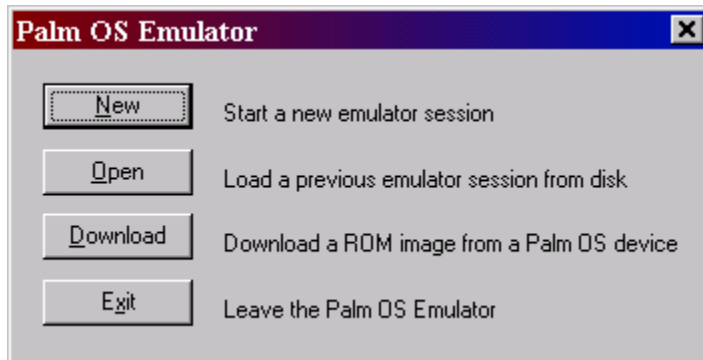 Palm OS Emulator
New Start a new emulator session
Open Load a previous emulator session from disk
Download Download a ROM image from a Palm OS device
Exit Leave the Palm OS Emulator